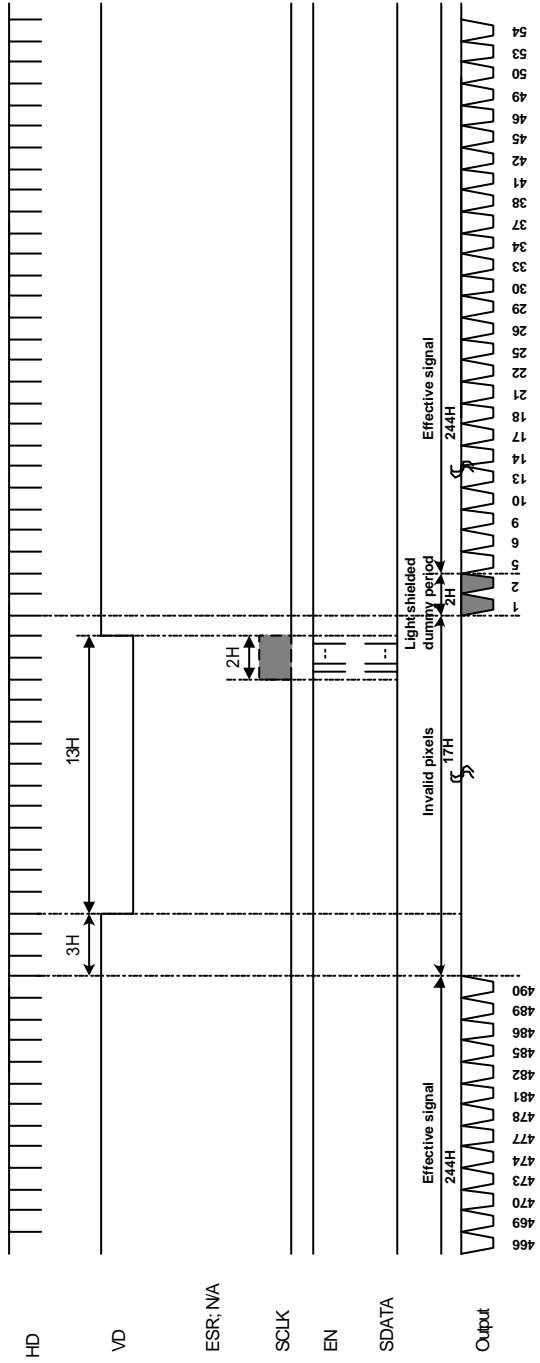 HD
VD
3H
13H
ESR; N/A
SCLK
2H
EN
SDATA
Effective signal
244H
Invalid pixels
17H
Light shielded
dummy period
2H
Effective signal
244H
Output
466 469 470 473 474 477 478 481 482 485 486 489 490 1 2 5 6 9 10 13 14 17 18 21 22 25 26 29 30 33 34 37 38 41 42 45 46 49 50 53 54